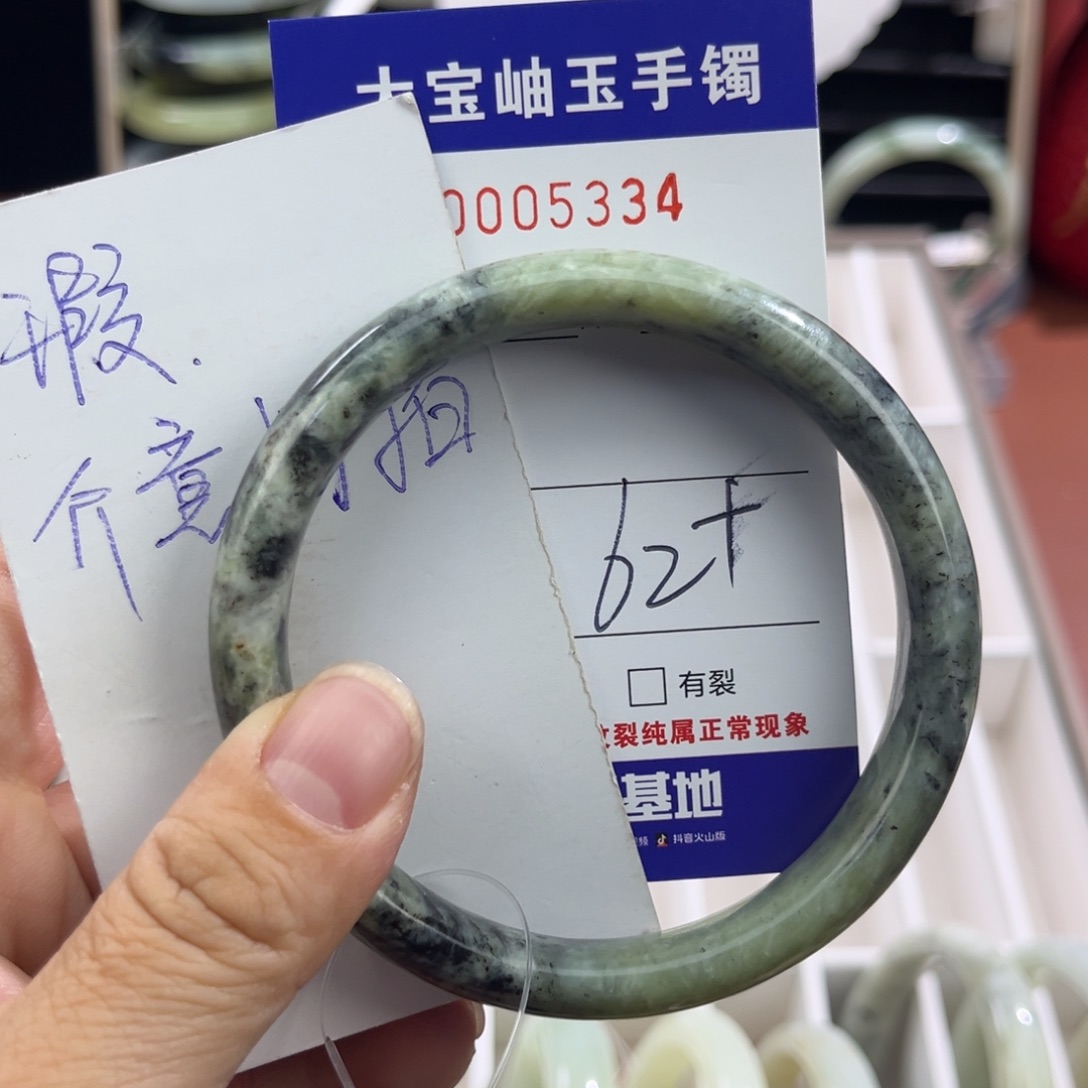 大宝岫玉手镯
0005334
瑕.
介意 拍
62+
□ 有裂
裂纯属正常现象
基地
频 抖音火山版